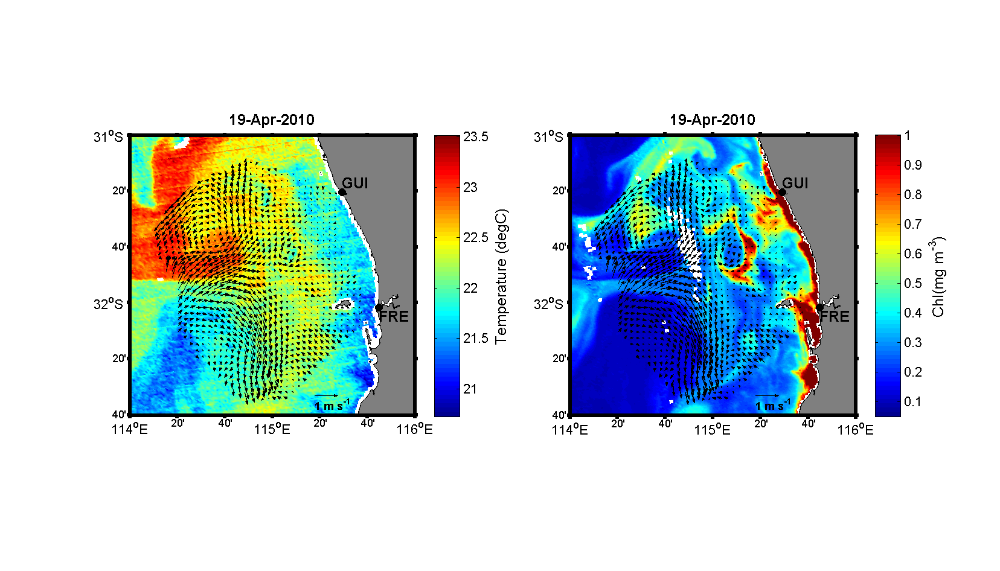 19-Apr-2010
31°S
20'
40'
32°S
20'
40'
114°E
20'
40'
115°E
20'
40'
116°E
GUI
FRE
1 m s⁻¹
23.5
23
22.5
22
21.5
21
Temperature (degC)
19-Apr-2010
31°S
20'
40'
32°S
20'
40'
114°E
20'
40'
115°E
20'
40'
116°E
GUI
FRE
1 m s⁻¹
1
0.9
0.8
0.7
0.6
0.5
0.4
0.3
0.2
0.1
Chl(mg m⁻³)